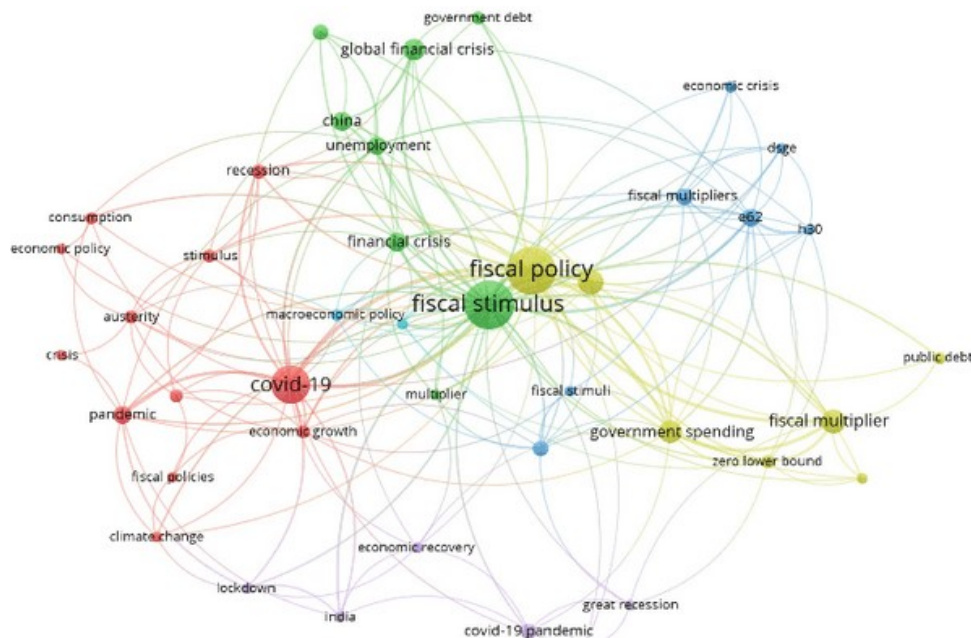 government debt
global financial crisis
economic crisis
china
unemployment
dsge
recession
fiscal multipliers
consumption
e62
h30
economic policy
stimulus
financial crisis
fiscal policy
fiscal stimulus
austerity
macroeconomic policy
crisis
public debt
covid-19
multiplier
fiscal stimuli
pandemic
economic growth
government spending
fiscal multiplier
zero lower bound
fiscal policies
climate change
economic recovery
lockdown
india
great recession
covid-19 pandemic